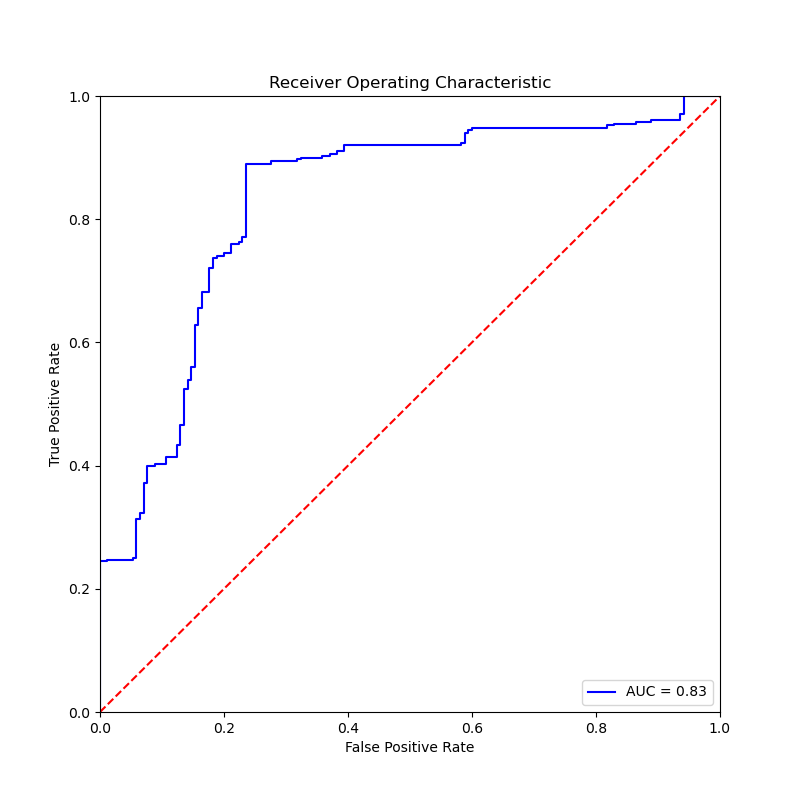 Receiver Operating Characteristic
1.0
0.8
0.6
0.4
0.2
0.0
True Positive Rate
AUC = 0.83
0.0 0.2 0.4 0.6 0.8 1.0
False Positive Rate